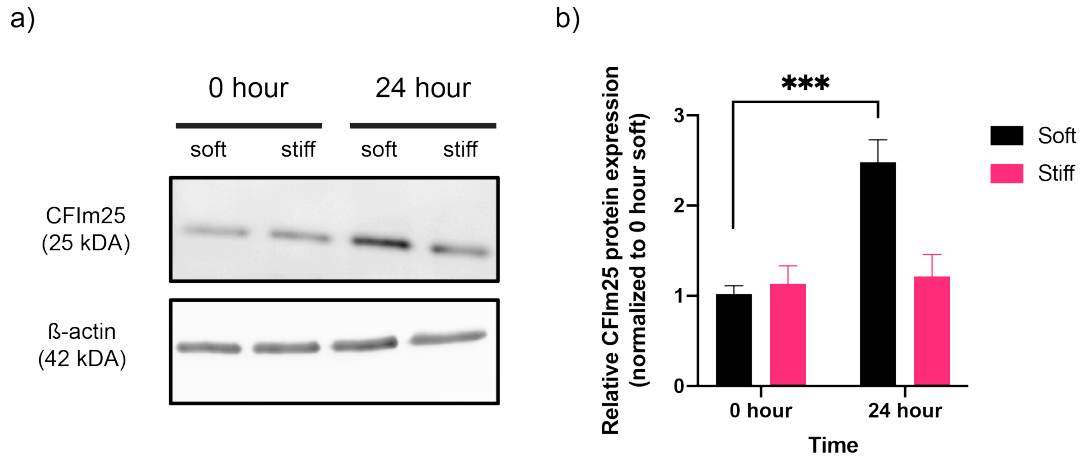 a)
0 hour 24 hour
soft stiff soft stiff
CFIm25
(25 kDA)
ß-actin
(42 kDA)
b)
Relative CFIm25 protein expression
(normalized to 0 hour soft)
3
2
1
0
***
0 hour 24 hour
Time
Soft
Stiff